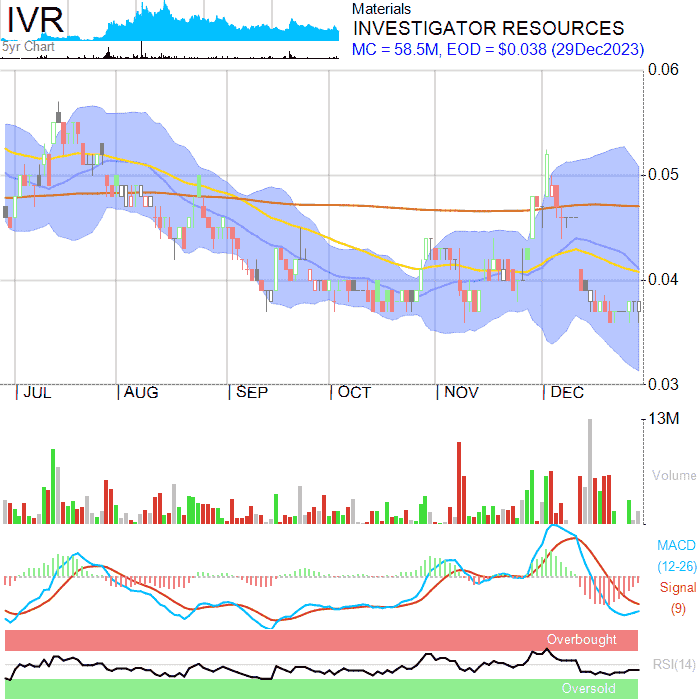 IVR
5yr Chart
Materials
INVESTIGATOR RESOURCES
MC = 58.5M, EOD = $0.038 (29Dec2023)
0.06
0.05
0.04
0.03
JUL AUG SEP OCT NOV DEC
13M
Volume
MACD
(12-26)
Signal
(9)
Overbought
RSI(14)
Oversold